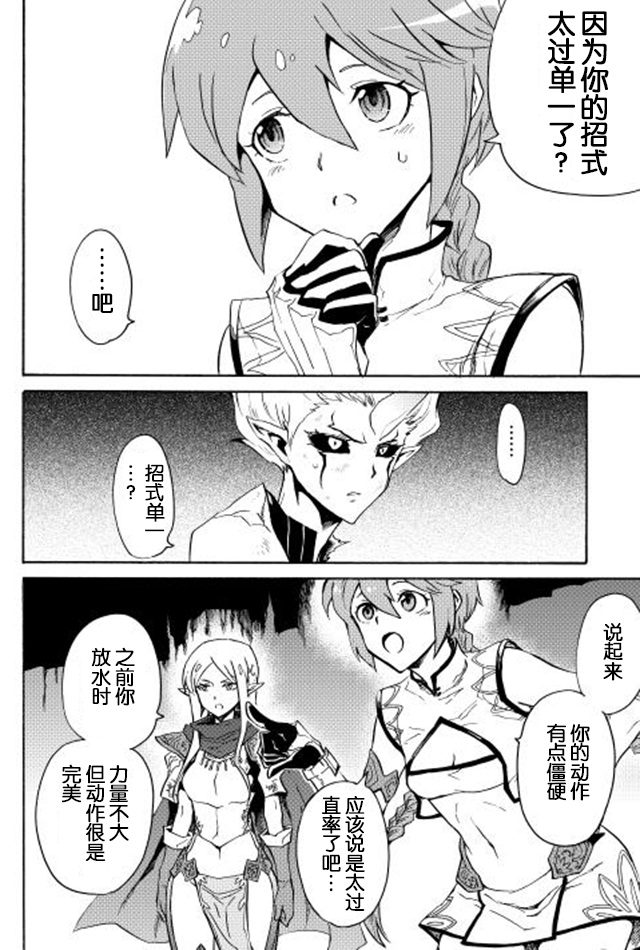 因为你的招式
太过单一了？
……吧
……
招式单一
…？
说起来
你的动作
有点僵硬
应该说是太过
直率了吧…
之前你
放水时
力量不大
但动作很是
完美